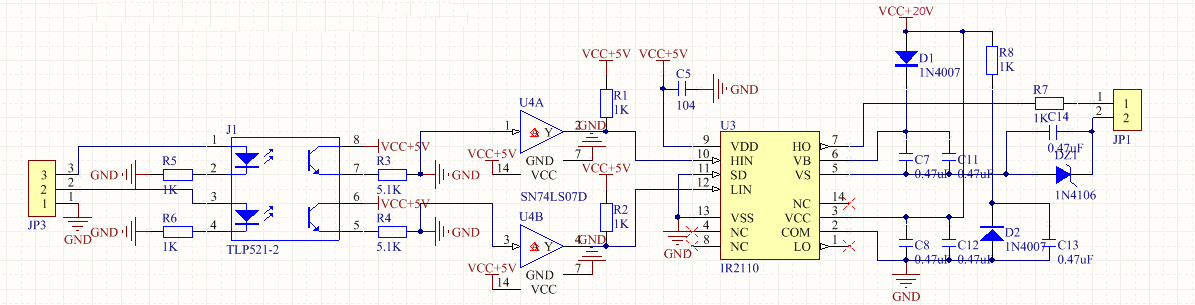 VCC+20V
VCC+5V
VCC+5V
D1
1N4007
R8
1K
C5
104
GND
R7
1K
1
2
1
2
JP1
C14
0.47uF
DZ1
1N4106
U4A
1
Y
2
GND
7
GND
VCC+5V
14
VCC
SN74LS07D
R1
1K
VCC+5V
R2
1K
U4B
3
Y
4
GND
7
GND
VCC+5V
14
VCC
U3
9
VDD
10
HIN
11
SD
12
LIN
13
VSS
4
NC
8
NC
HO
7
VB
6
VS
5
NC
14
VCC
3
COM
2
LO
1
IR2110
GND
C7
0.47uF
C11
0.47uF
C8
0.47uF
C12
0.47uF
D2
1N4007
C13
0.47uF
GND
J1
1
2
3
4
8
7
6
5
TLP521-2
VCC+5V
R3
5.1K
GND
VCC+5V
R4
5.1K
GND
GND
R5
1K
GND
R6
1K
3
2
1
3
2
1
JP3
GND